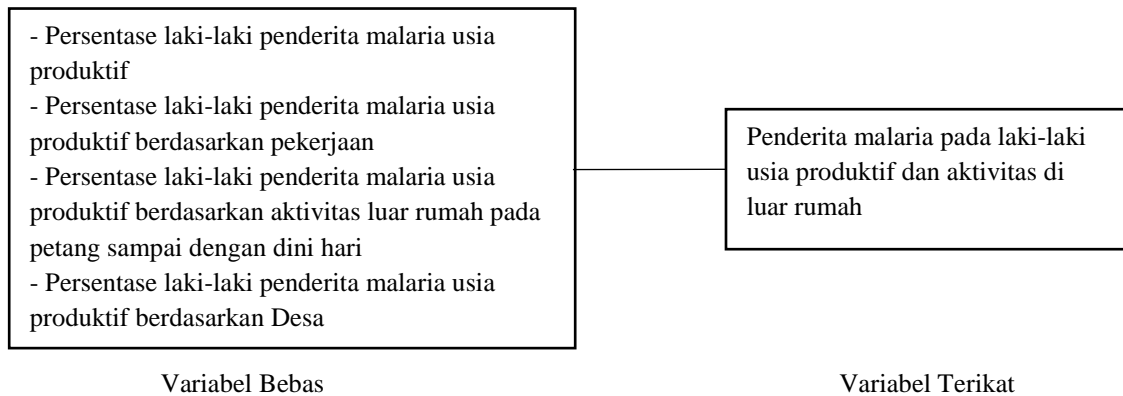 - Persentase laki-laki penderita malaria usia
produktif
- Persentase laki-laki penderita malaria usia
produktif berdasarkan pekerjaan
- Persentase laki-laki penderita malaria usia
produktif berdasarkan aktivitas luar rumah pada
petang sampai dengan dini hari
- Persentase laki-laki penderita malaria usia
produktif berdasarkan Desa
Penderita malaria pada laki-laki
usia produktif dan aktivitas di
luar rumah
Variabel Bebas
Variabel Terikat